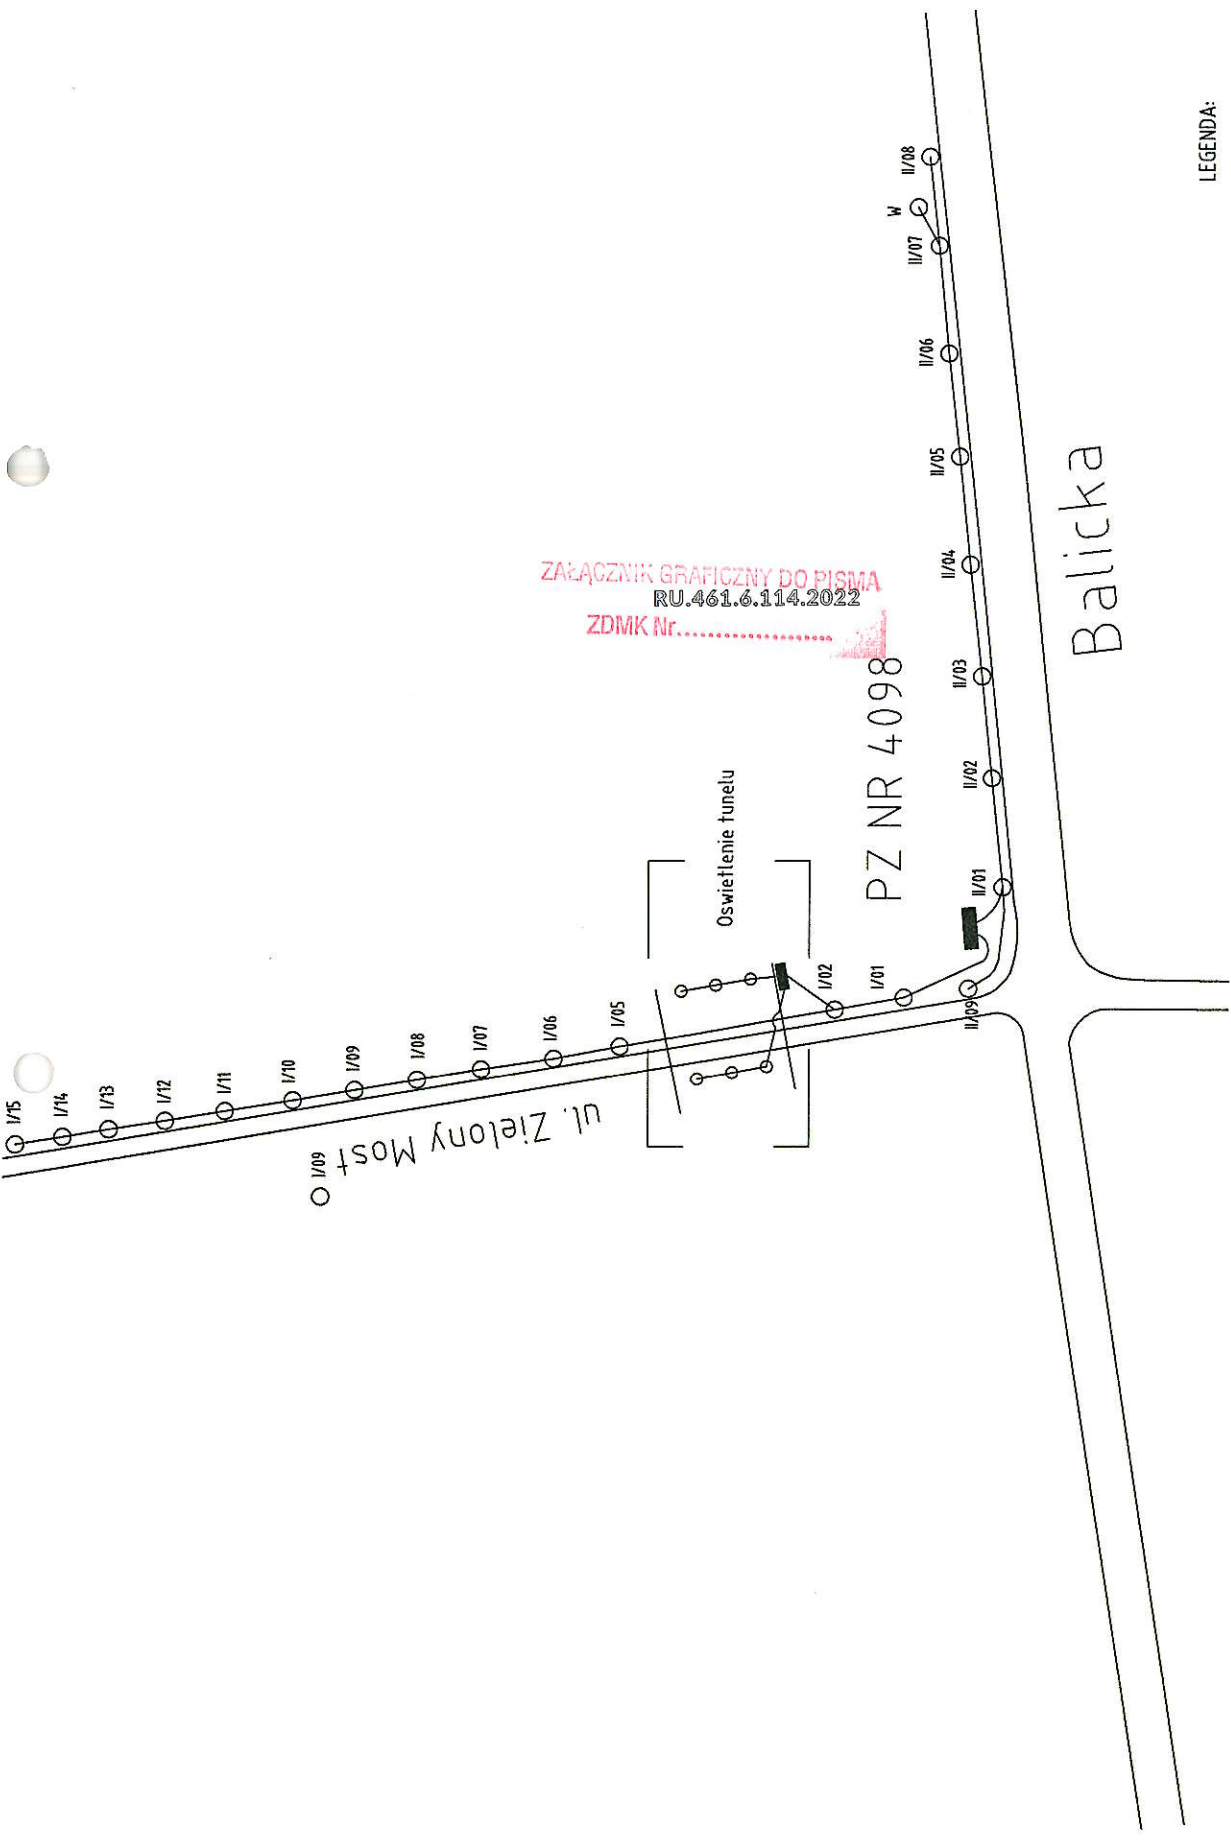 I/15
I/14
I/13
I/12
I/11
I/10
I/09
I/08
I/07
I/06
I/05
I/09
ul. Zielony Most
Oswietlenie tunelu
I/02
I/01
II/09
ZAŁĄCZNIK GRAFICZNY DO PISMA
RU.461.6.114.2022
ZDMK Nr....................
PZ NR 4098
II/01
II/02
II/03
II/04
II/05
II/06
II/07
W
II/08
Balicka
LEGENDA: